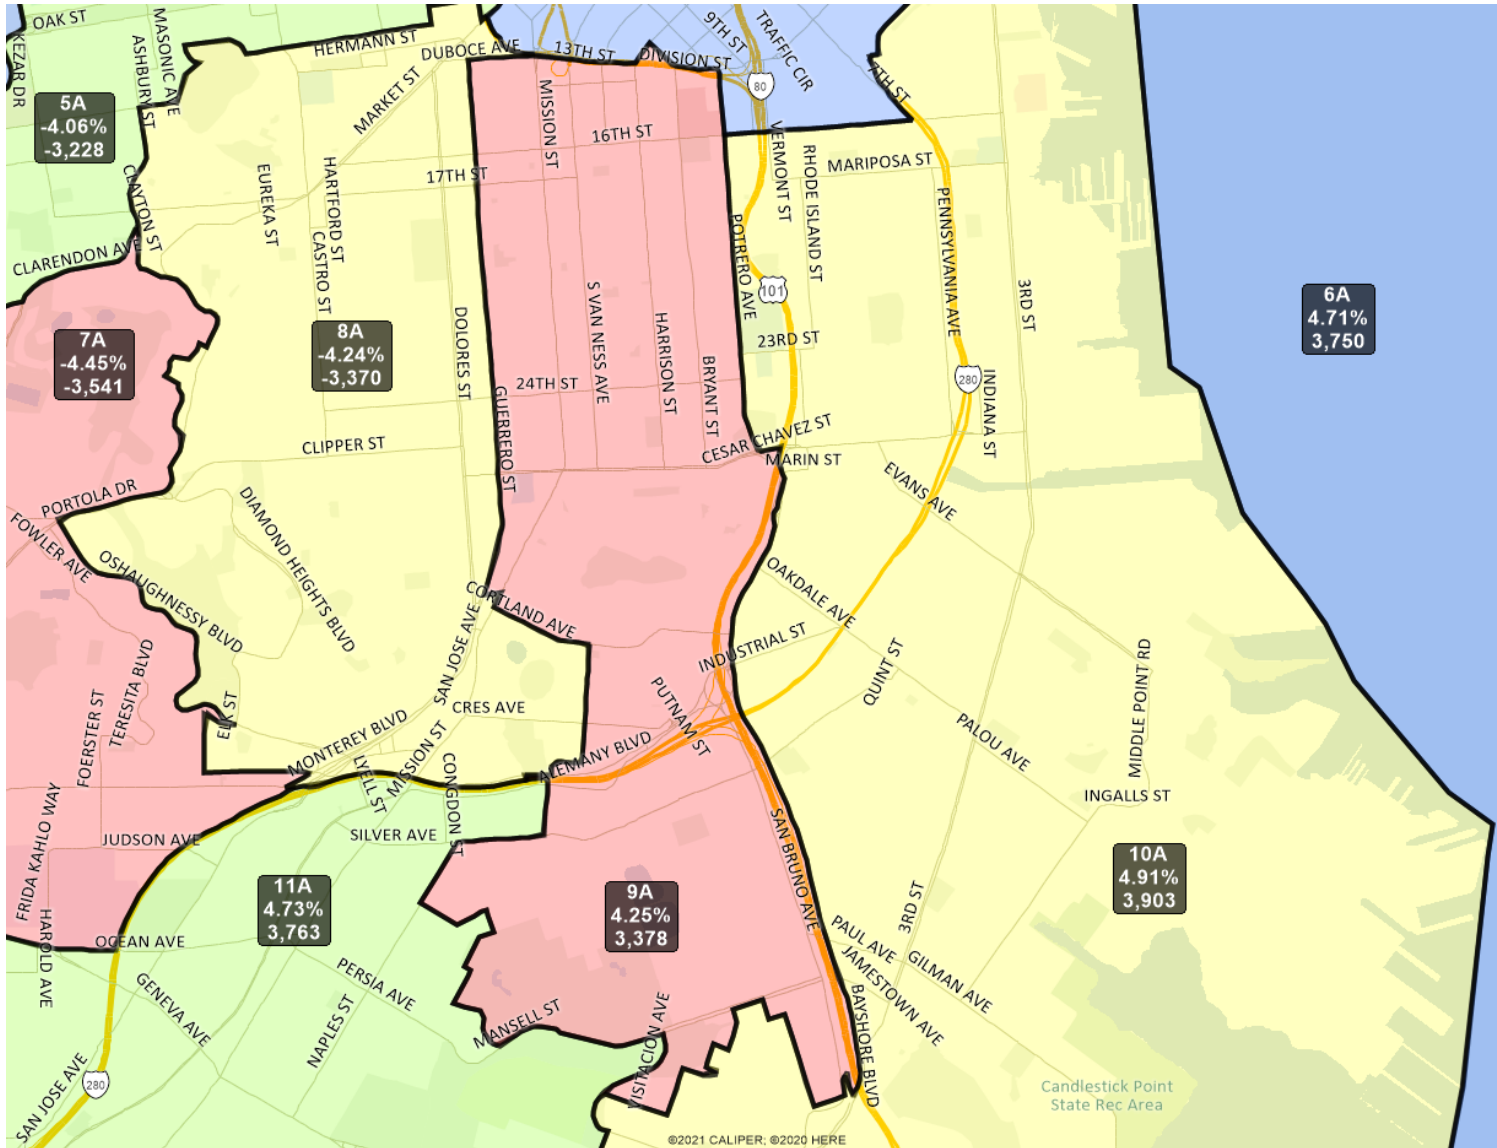 OAK ST
KEZAR DR
MASONIC AVE
ASHBURY ST
HERMANN ST
DUBOCE AVE
13TH ST
DIVISION ST
9TH ST
TRAFFIC CIR
80
7TH ST
MARKET ST
5A
-4.06%
-3,228
MISSION ST
16TH ST
VERMONT ST
RHODE ISLAND ST
MARIPOSA ST
CLAYTON ST
EUREKA ST
HARTFORD ST
17TH ST
PENNSYLVANIA AVE
CLARENDON AVE
CASTRO ST
POTRERO AVE
101
3RD ST
6A
4.71%
3,750
7A
-4.45%
-3,541
8A
-4.24%
-3,370
DOLORES ST
S VAN NESS AVE
HARRISON ST
BRYANT ST
23RD ST
280
INDIANA ST
24TH ST
GUERRERO ST
CLIPPER ST
CESAR CHAVEZ ST
MARIN ST
EVANS AVE
PORTOLA DR
DIAMOND HEIGHTS BLVD
FOWLER AVE
OSHAUGHNESSY BLVD
CORTLAND AVE
OAKDALE AVE
INDUSTRIAL ST
QUINT ST
SAN JOSE AVE
TERESITA BLVD
FOERSTER ST
MIDDLE POINT RD
CRES AVE
PUTNAM ST
PALOU AVE
MONTEREY BLVD
MISSION ST
ALEMANY BLVD
LYELL ST
CONGDON ST
INGALLS ST
FRIDA KAHLO WAY
JUDSON AVE
SILVER AVE
SAN BRUNO AVE
10A
4.91%
3,903
11A
4.73%
3,763
9A
4.25%
3,378
3RD ST
HAROLD AVE
OCEAN AVE
PAUL AVE
GILMAN AVE
JAMESTOWN AVE
GENEVA AVE
PERSIA AVE
NAPLES ST
MANSELL ST
VISITACION AVE
BAYSHORE BLVD
SAN JOSE AVE
280
Candlestick Point
State Rec Area
©2021 CALIPER; ©2020 HERE